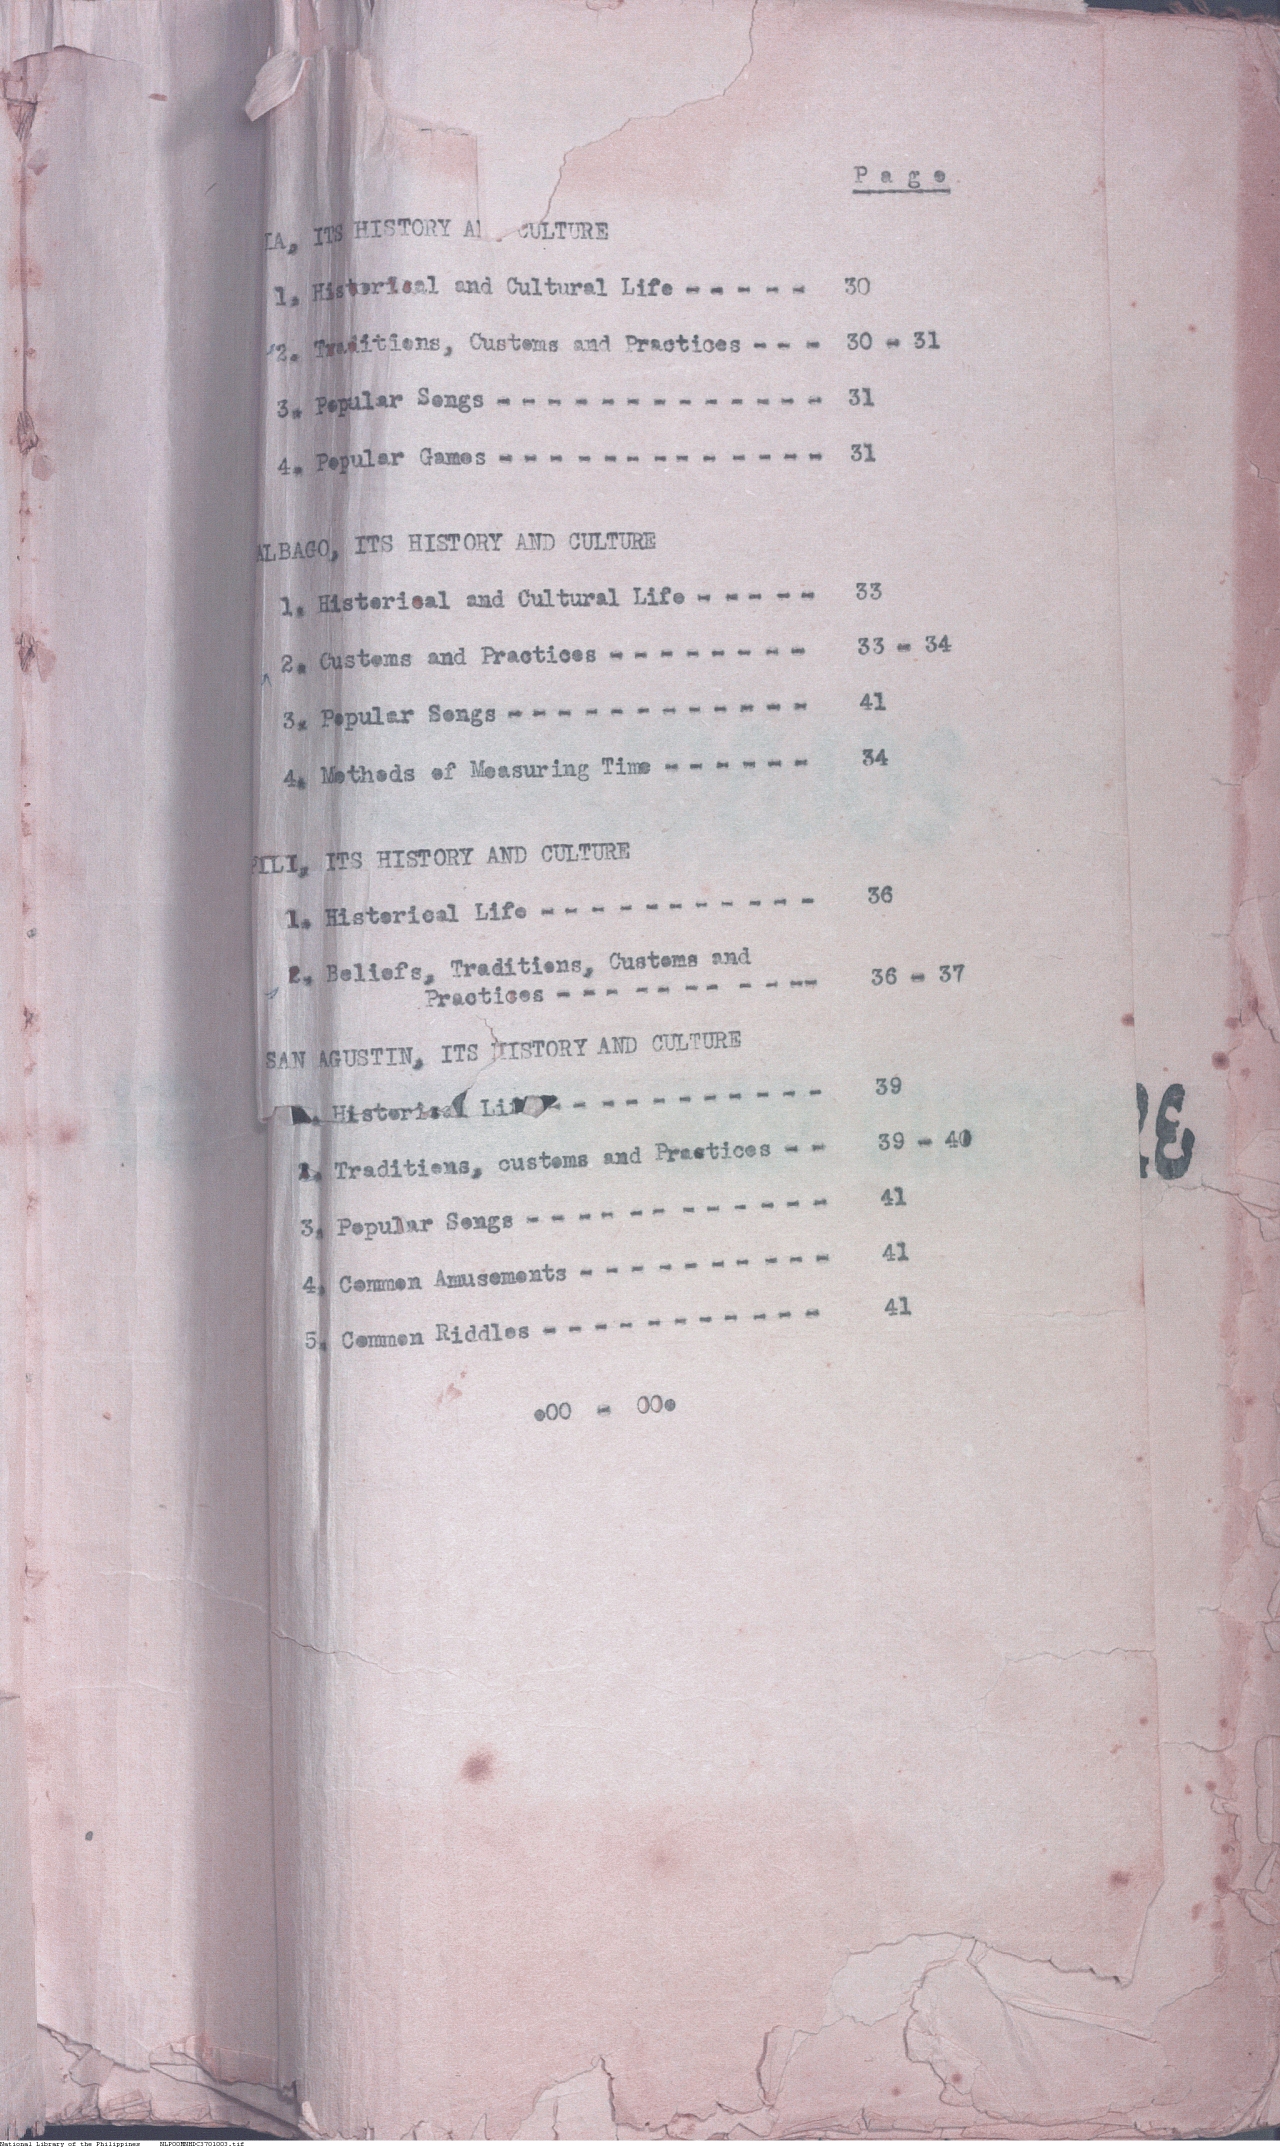 P a g e
IA, ITS HISTORY A CULTURE
1. Historical and Cultural Life - - - - - 30
2. Traditions, Customs and Practices - - - 30 - 31
3. Popular Songs - - - - - - - - - - - - - 31
4. Popular Games - - - - - - - - - - - - - 31
ALBAGO, ITS HISTORY AND CULTURE
1. Historical and Cultural Life - - - - - 33
2. Customs and Practices - - - - - - - - 33 - 34
3. Popular Songs - - - - - - - - - - - - 41
4. Methods of Measuring Time - - - - - - 34
PILI, ITS HISTORY AND CULTURE
1. Historical Life - - - - - - - - - - - 36
2. Beliefs, Traditions, Customs and
Practices - - - - - - - - - -- 36 - 37
SAN AGUSTIN, ITS HISTORY AND CULTURE
. Historical Li - - - - - - - - - - - 39
2. Traditions, customs and Practices - - 39 - 40
3. Popular Songs - - - - - - - - - - - - 41
4. Common Amusements - - - - - - - - - - 41
5. Common Riddles - - - - - - - - - - - 41
o00 - 00o
National Library of the Philippines NLPOORNHDC3701003.tif